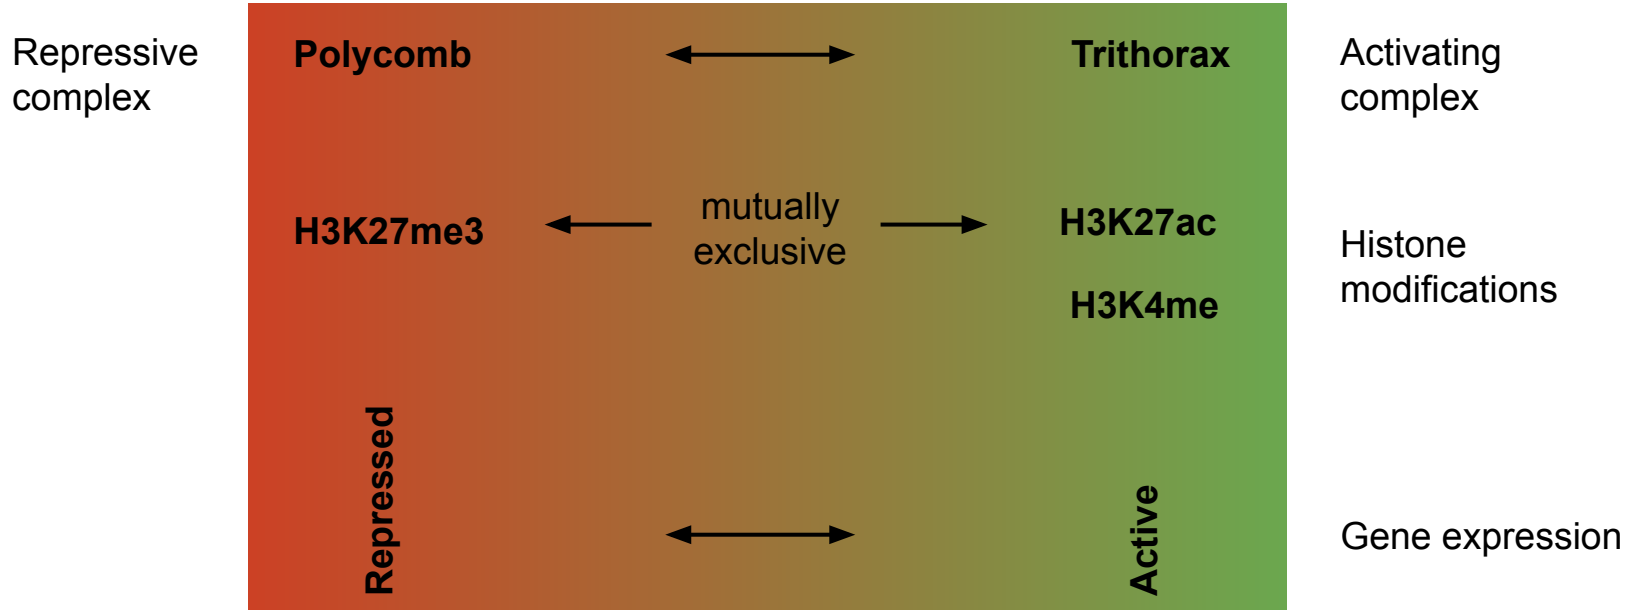 Repressive
complex
Polycomb
Trithorax
Activating
complex
H3K27me3
mutually
exclusive
H3K27ac
H3K4me
Histone
modifications
Repressed
Active
Gene expression